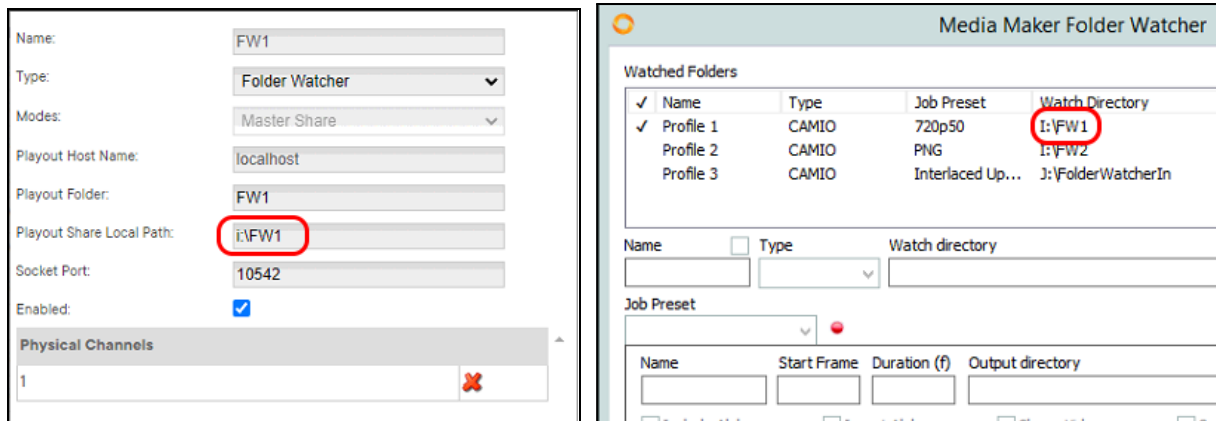 Name:
FW1
Type:
Folder Watcher
Modes:
Master Share
Playout Host Name:
localhost
Playout Folder:
FW1
Playout Share Local Path:
i:\FW1
Socket Port:
10542
Enabled:
Physical Channels
1
Media Maker Folder Watcher
Watched Folders
✓ Name Type Job Preset Watch Directory
✓ Profile 1 CAMIO 720p50 I:\FW1
Profile 2 CAMIO PNG I:\FW2
Profile 3 CAMIO Interlaced Up... J:\FolderWatcherIn
Name Type Watch directory
Job Preset
Name Start Frame Duration (f) Output directory